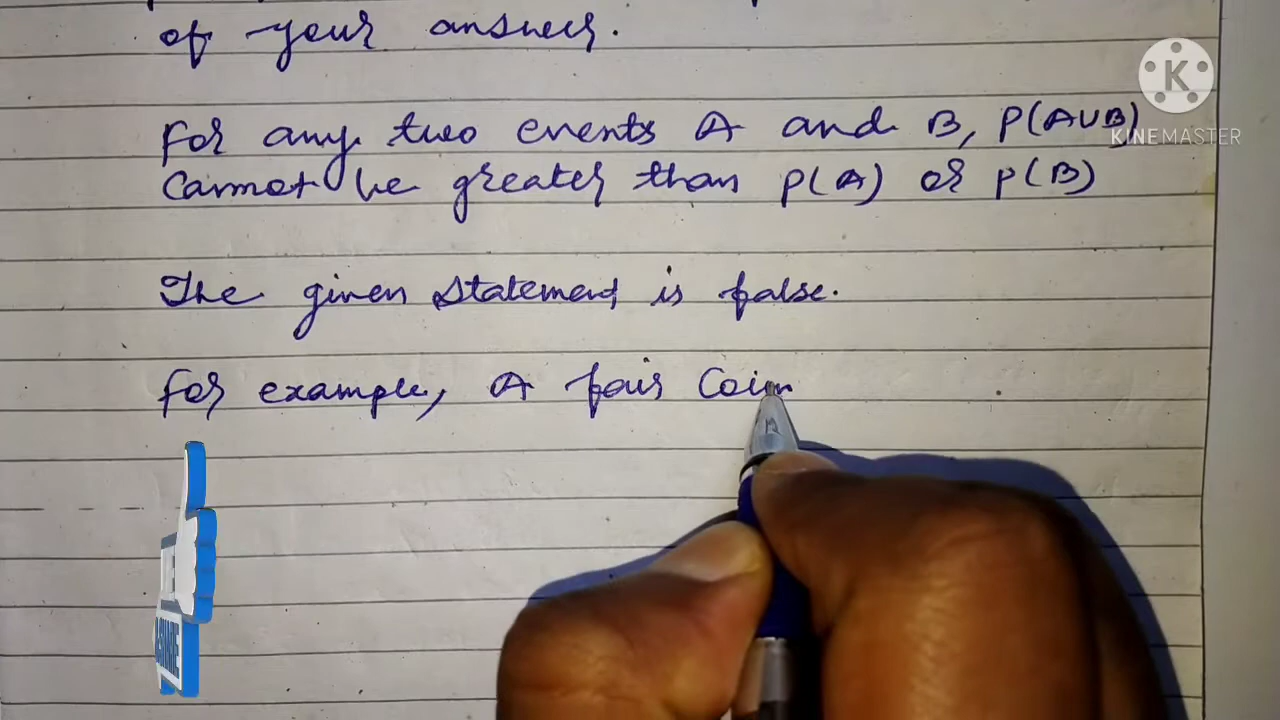 of your answer.
For any two events A and B, P(A∪B)
Cannot be greater than P(A) or P(B)
The given statement is false.
For example, A fair Coin
K
KINEMASTER